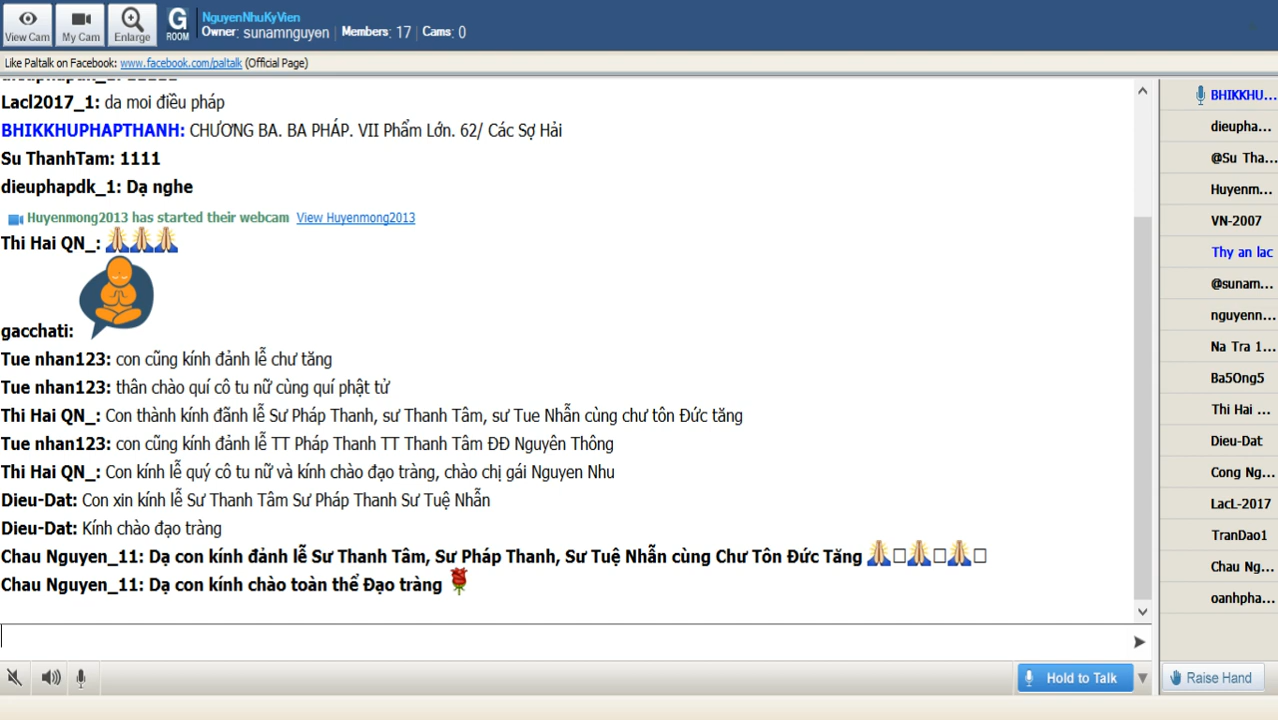 View Cam
My Cam
Enlarge
G
ROOM
NguyenNhuKyVien
Owner: sunamnguyen | Members: 17 | Cams: 0
Like Paltalk on Facebook: www.facebook.com/paltalk (Official Page)
Lacl2017_1: da moi điều pháp
BHIKKHUPHAPTHANH: CHƯƠNG BA. BA PHÁP. VII Phẩm Lớn. 62/ Các Sợ Hải
Su ThanhTam: 1111
dieuphapdk_1: Dạ nghe
Huyenmong2013 has started their webcam View Huyenmong2013
Thi Hai QN_: 🙏🙏🙏
gacchati:
Tue nhan123: con cũng kính đảnh lễ chư tăng
Tue nhan123: thân chào quí cô tu nữ cùng quí phật tử
Thi Hai QN_: Con thành kính đãnh lễ Sư Pháp Thanh, sư Thanh Tâm, sư Tue Nhẫn cùng chư tôn Đức tăng
Tue nhan123: con cũng kính đảnh lễ TT Pháp Thanh TT Thanh Tâm ĐĐ Nguyên Thông
Thi Hai QN_: Con kính lễ quý cô tu nữ và kính chào đạo tràng, chào chị gái Nguyen Nhu
Dieu-Dat: Con xin kính lễ Sư Thanh Tâm Sư Pháp Thanh Sư Tuệ Nhẫn
Dieu-Dat: Kính chào đạo tràng
Chau Nguyen_11: Dạ con kính đảnh lễ Sư Thanh Tâm, Sư Pháp Thanh, Sư Tuệ Nhẫn cùng Chư Tôn Đức Tăng 🙏□🙏□🙏□
Chau Nguyen_11: Dạ con kính chào toàn thể Đạo tràng 🌹
Hold to Talk
BHIKKHU...
dieupha...
@Su Tha...
Huyenm...
VN-2007
Thy an lac
@sunam...
nguyenn...
Na Tra 1...
Ba5Ong5
Thi Hai ...
Dieu-Dat
Cong Ng...
LacL-2017
TranDao1
Chau Ng...
oanhpha...
Raise Hand